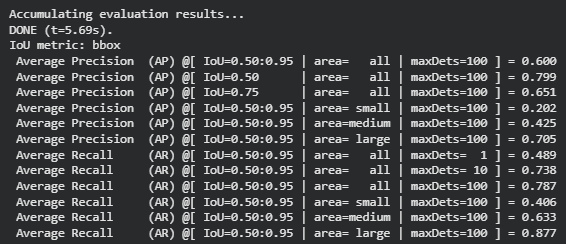 Accumulating evaluation results...
DONE (t=5.69s).
IoU metric: bbox
 Average Precision  (AP) @[ IoU=0.50:0.95 | area=   all | maxDets=100 ] = 0.600
 Average Precision  (AP) @[ IoU=0.50      | area=   all | maxDets=100 ] = 0.799
 Average Precision  (AP) @[ IoU=0.75      | area=   all | maxDets=100 ] = 0.651
 Average Precision  (AP) @[ IoU=0.50:0.95 | area= small | maxDets=100 ] = 0.202
 Average Precision  (AP) @[ IoU=0.50:0.95 | area=medium | maxDets=100 ] = 0.425
 Average Precision  (AP) @[ IoU=0.50:0.95 | area= large | maxDets=100 ] = 0.705
 Average Recall     (AR) @[ IoU=0.50:0.95 | area=   all | maxDets=  1 ] = 0.489
 Average Recall     (AR) @[ IoU=0.50:0.95 | area=   all | maxDets= 10 ] = 0.738
 Average Recall     (AR) @[ IoU=0.50:0.95 | area=   all | maxDets=100 ] = 0.787
 Average Recall     (AR) @[ IoU=0.50:0.95 | area= small | maxDets=100 ] = 0.406
 Average Recall     (AR) @[ IoU=0.50:0.95 | area=medium | maxDets=100 ] = 0.633
 Average Recall     (AR) @[ IoU=0.50:0.95 | area= large | maxDets=100 ] = 0.877